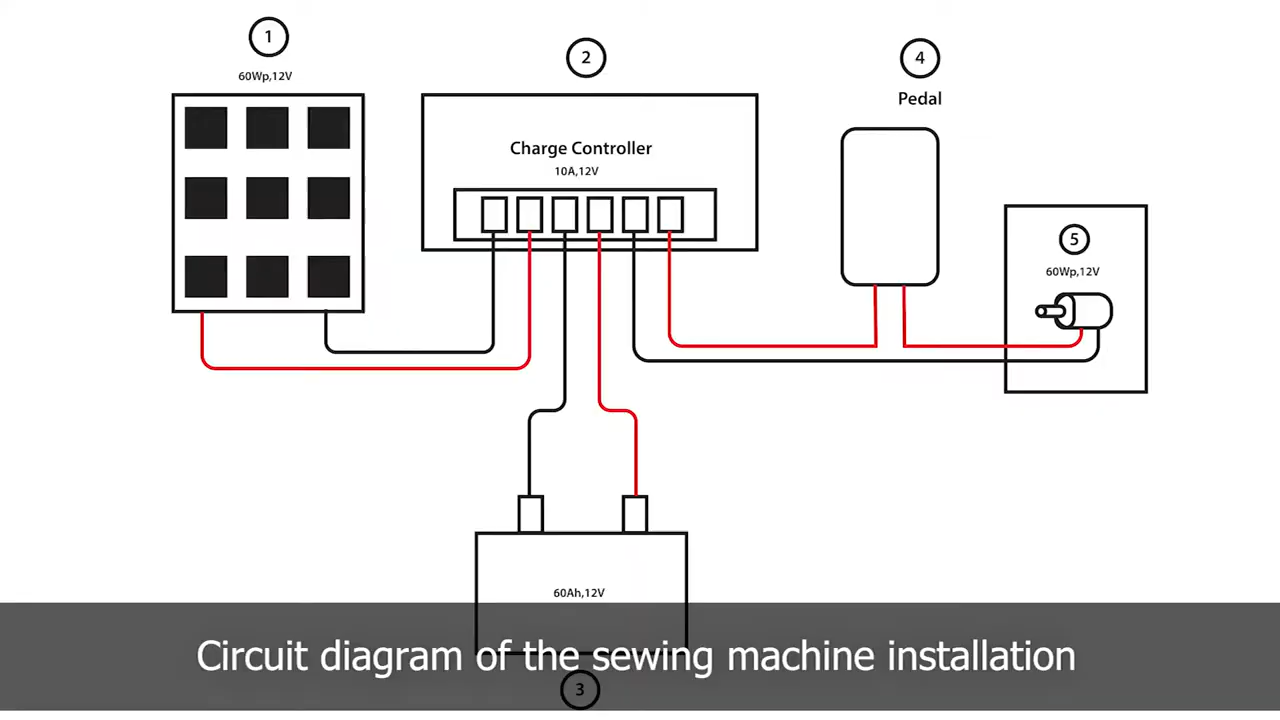 1
60Wp,12V
2
Charge Controller
10A,12V
4
Pedal
5
60Wp,12V
60Ah,12V
Circuit diagram of the sewing machine installation
3